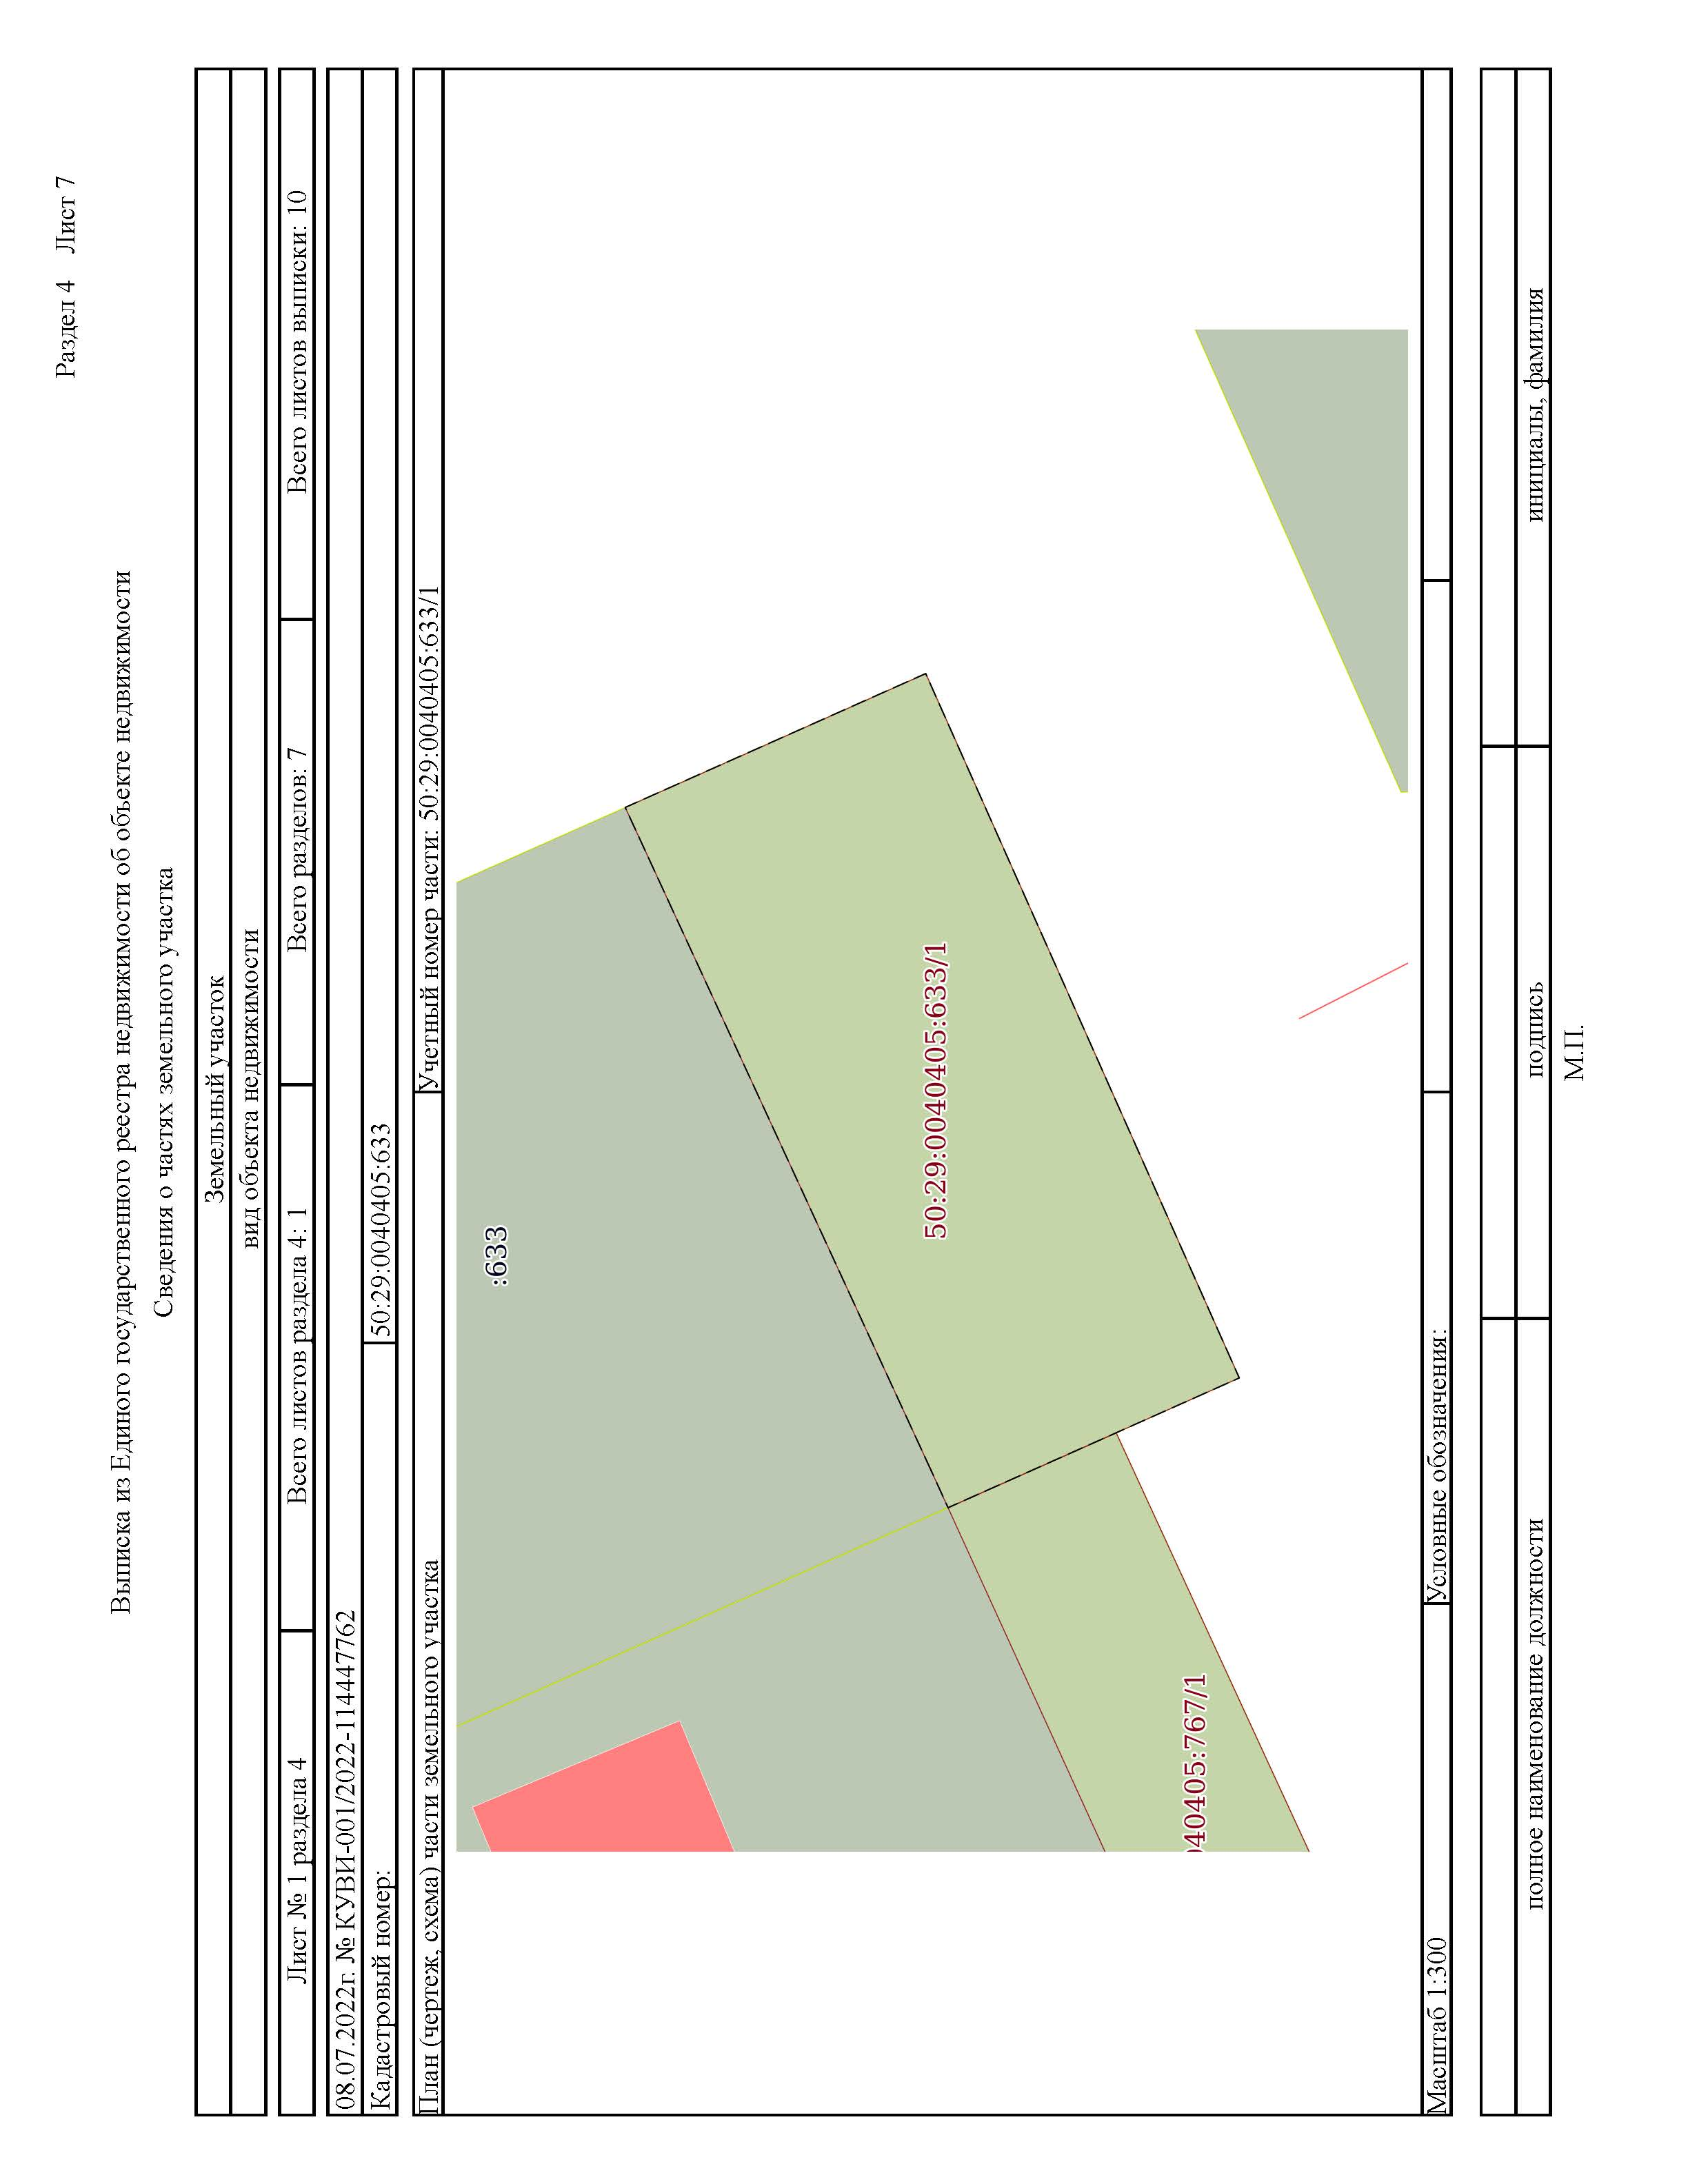 Раздел 4 Лист 7
Выписка из Единого государственного реестра недвижимости об объекте недвижимости
Сведения о частях земельного участка
Земельный участок
вид объекта недвижимости
Лист № 1 раздела 4 Всего листов раздела 4: 1 Всего разделов: 7 Всего листов выписки: 10
08.07.2022г. № КУВИ-001/2022-114447762
Кадастровый номер: 50:29:0040405:633
План (чертеж, схема) части земельного участка Учетный номер части: 50:29:0040405:633/1
:633
50:29:0040405:633/1
040405:767/1
Масштаб 1:300 Условные обозначения:
полное наименование должности подпись инициалы, фамилия
М.П.